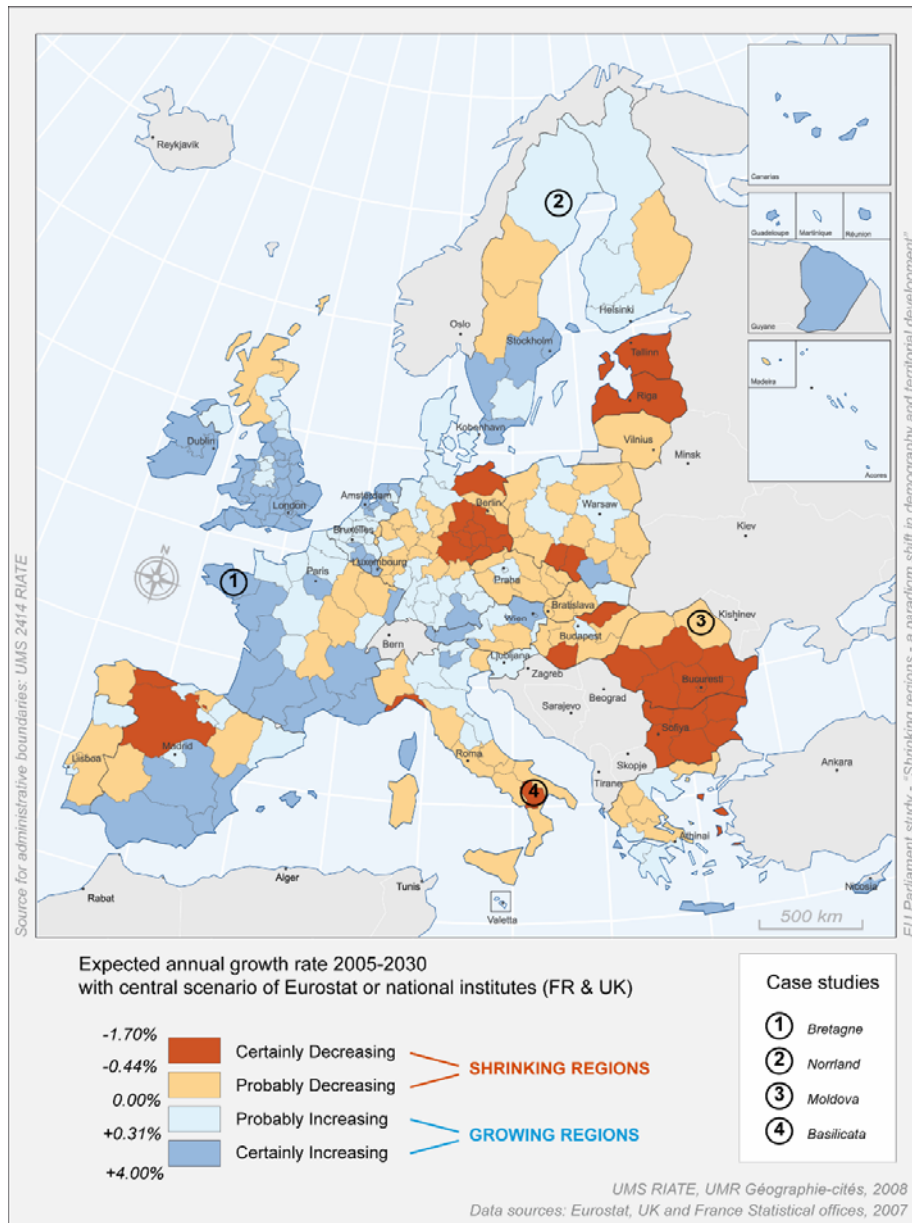 Reykjavik
Canarias
Guadeloupe
Martinique
Réunion
Guyane
Madeira
Acores
2
Oslo
Helsinki
Stockholm
Tallinn
Riga
Vilnius
Minsk
Dublin
London
Kobenhavn
Amsterdam
Berlin
Warsaw
Bruxelles
Kiev
1
Paris
Luxembourg
Praha
N
Bern
Wien
Bratislava
Budapest
3
Kishinev
Ljubljana
Zagreb
Bucuresti
Beograd
Sarajevo
Sofiya
Lisboa
Madrid
Roma
Skopje
Tirane
Ankara
4
Athinai
Rabat
Alger
Tunis
Valetta
Nicosia
500 km
Source for administrative boundaries: UMS 2414 RIATE
EU Parliament study - "Shrinking regions - a paradigm shift in demography and territorial development"
Expected annual growth rate 2005-2030
with central scenario of Eurostat or national institutes (FR & UK)
-1.70%
Certainly Decreasing
-0.44%
Probably Decreasing
0.00%
Probably Increasing
+0.31%
Certainly Increasing
+4.00%
SHRINKING REGIONS
GROWING REGIONS
Case studies
1 Bretagne
2 Norrland
3 Moldova
4 Basilicata
UMS RIATE, UMR Géographie-cités, 2008
Data sources: Eurostat, UK and France Statistical offices, 2007